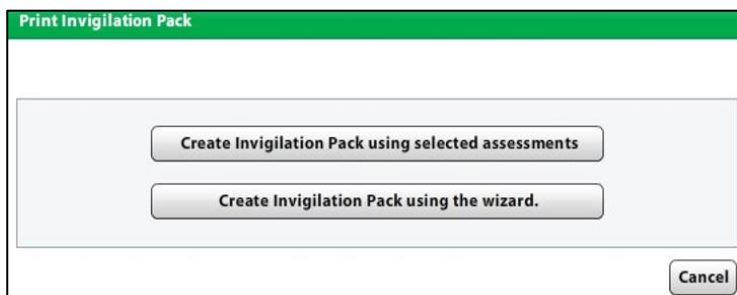 Print Invigilation Pack
Create Invigilation Pack using selected assessments
Create Invigilation Pack using the wizard.
Cancel